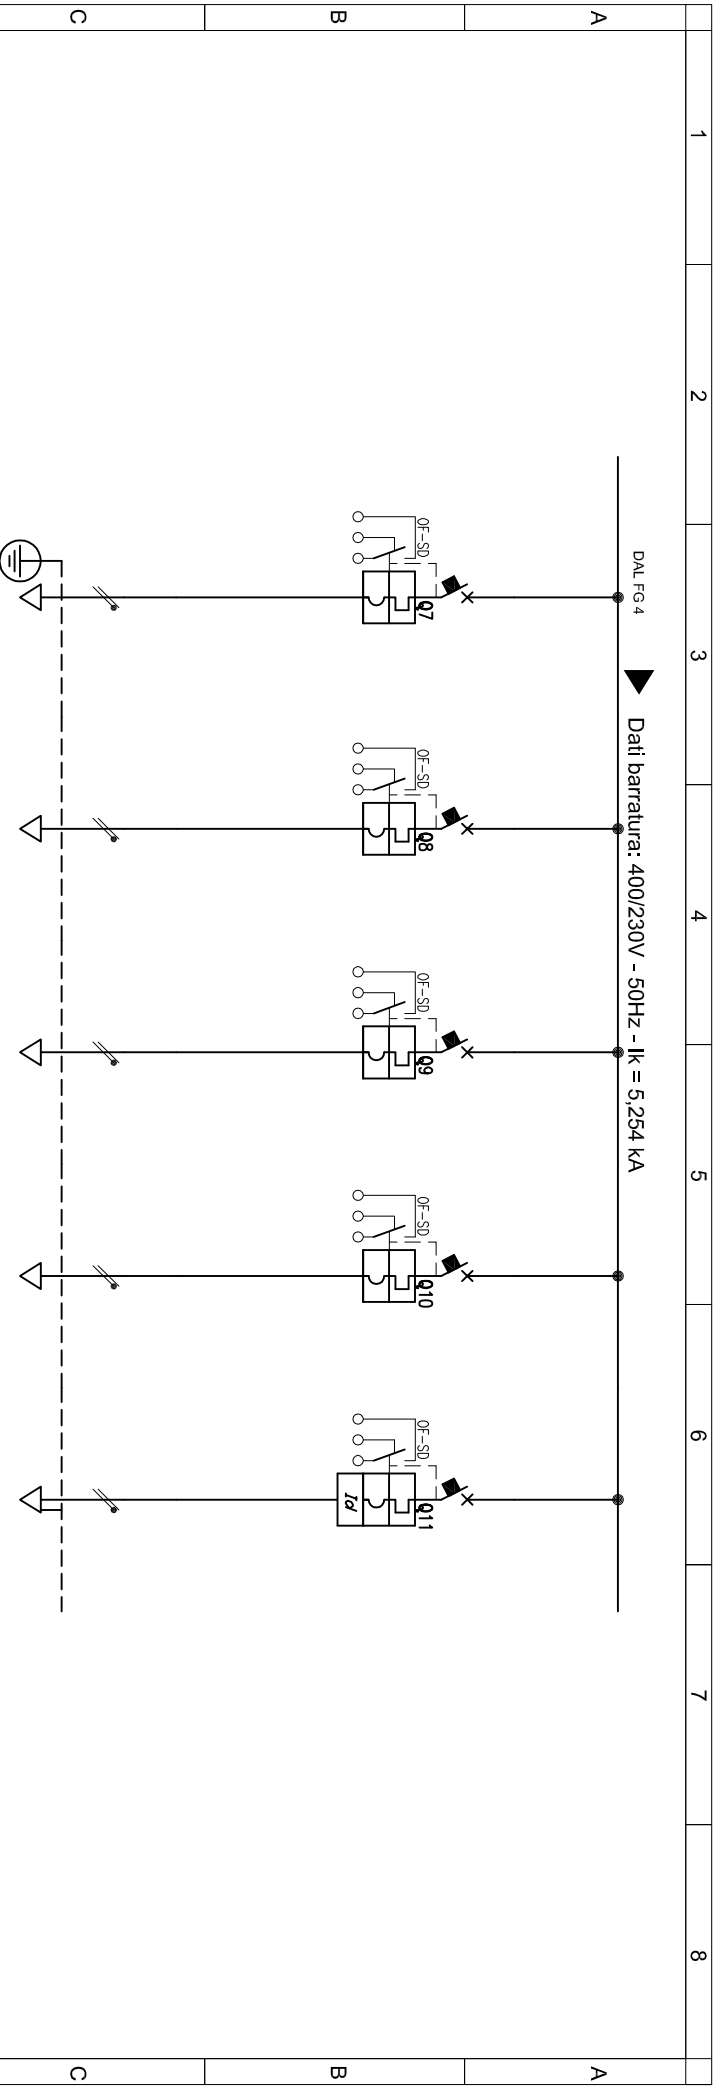 1 2 3 4 5 6 7 8
A A
DAL FG 4
Dati barratura: 400/230V - 50Hz - Ik = 5,254 kA
B B
Q7 Q8 Q9 Q10 Q11
OF-SD OF-SD OF-SD OF-SD OF-SD
Id
C C